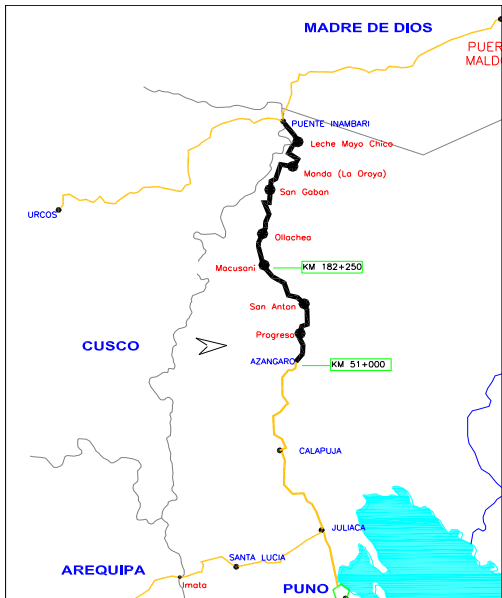 MADRE DE DIOS
PUER
MALD
PUENTE INAMBARI
Leche Mayo Chico
Manda (La Oroya)
San Gaban
URCOS
Ollachea
Macusani
KM 182+250
San Anton
Progreso
CUSCO
AZANGARO
KM 51+000
CALAPUJA
JULIACA
SANTA LUCIA
AREQUIPA
Imata
PUNO